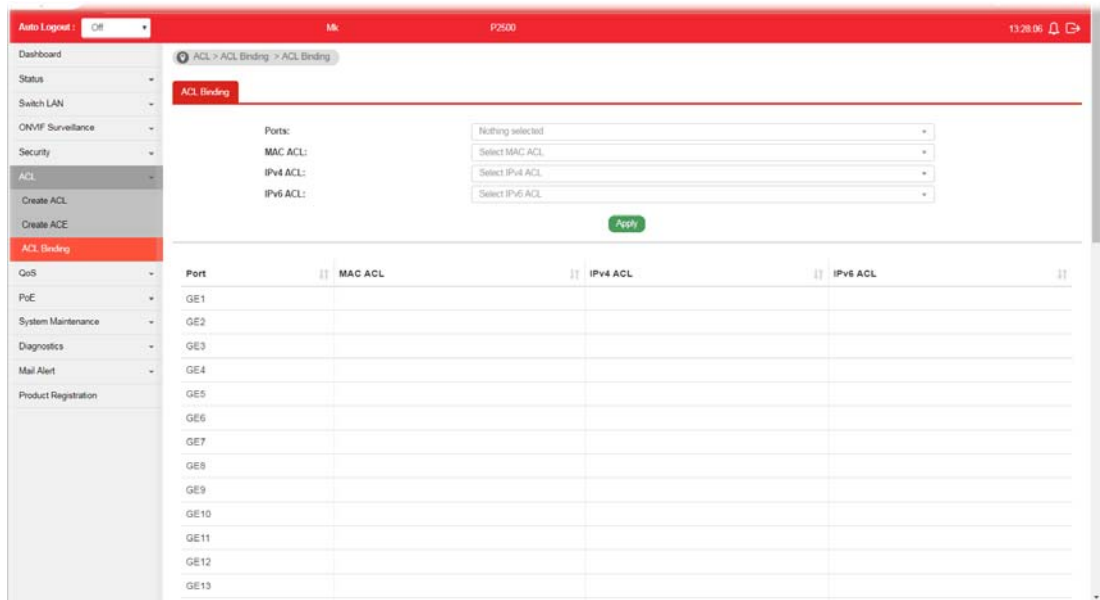 Auto Logout : Off Mk P2500 13:28:06
Dashboard
Status
Switch LAN
ONVIF Surveillance
Security
ACL
Create ACL
Create ACE
ACL Binding
QoS
PoE
System Maintenance
Diagnostics
Mail Alert
Product Registration
ACL > ACL Binding > ACL Binding
ACL Binding
Ports: Nothing selected
MAC ACL: Select MAC ACL
IPv4 ACL: Select IPv4 ACL
IPv6 ACL: Select IPv6 ACL
Apply
Port MAC ACL IPv4 ACL IPv6 ACL
GE1
GE2
GE3
GE4
GE5
GE6
GE7
GE8
GE9
GE10
GE11
GE12
GE13